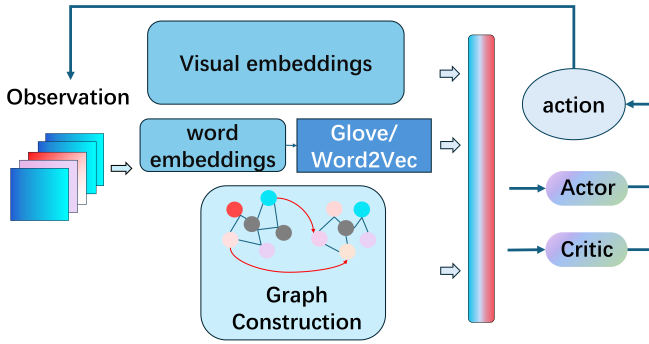 Visual embeddings
Observation
action
word
embeddings
Glove/
Word2Vec
Actor
Critic
Graph
Construction